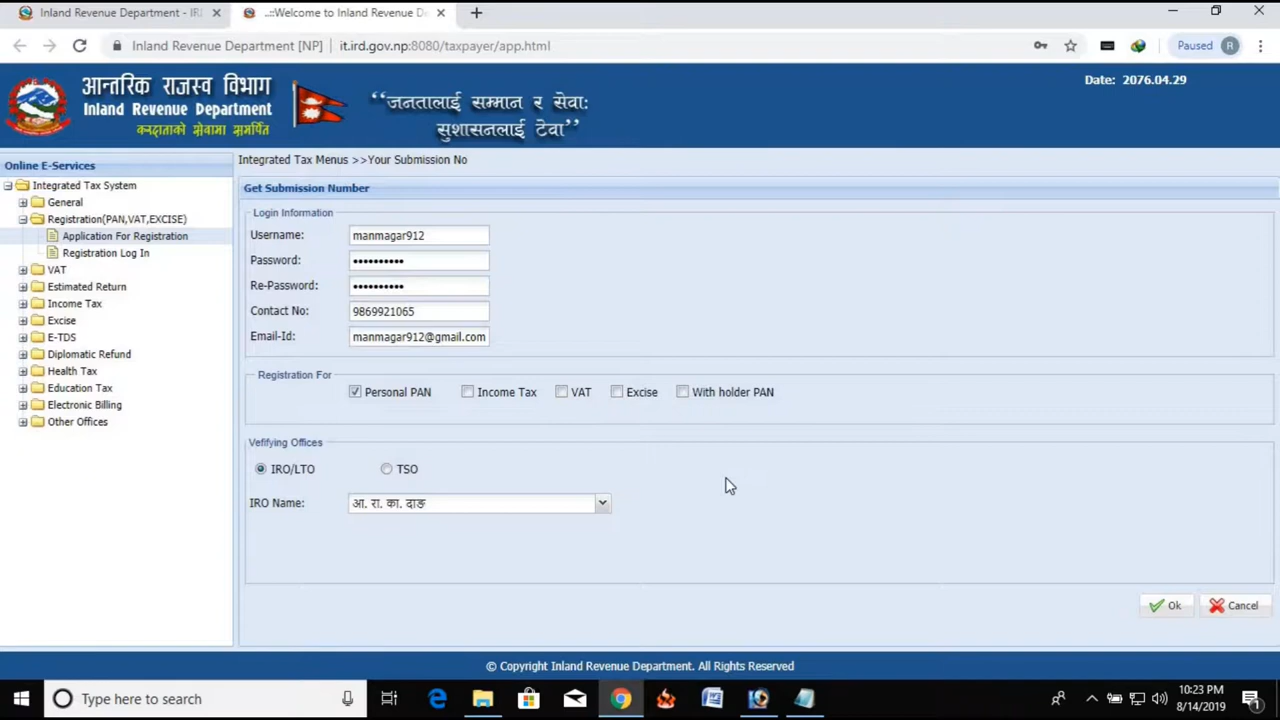 Inland Revenue Department - IR
..::Welcome to Inland Revenue D
Inland Revenue Department [NP]
it.ird.gov.np:8080/taxpayer/app.html
Paused R
आन्तरिक राजस्व विभाग
Inland Revenue Department
करदाताको सेवामा समर्पित
“जनतालाई सम्मान र सेवा:
सुशासनलाई टेवा”
Date: 2076.04.29
Online E-Services
Integrated Tax System
General
Registration(PAN,VAT,EXCISE)
Application For Registration
Registration Log In
VAT
Estimated Return
Income Tax
Excise
E-TDS
Diplomatic Refund
Health Tax
Education Tax
Electronic Billing
Other Offices
Integrated Tax Menus >>Your Submission No
Get Submission Number
Login Information
Username: manmagar912
Password: ••••••••••
Re-Password: ••••••••••
Contact No: 9869921065
Email-Id: manmagar912@gmail.com
Registration For
Personal PAN Income Tax VAT Excise With holder PAN
Vefifying Offices
IRO/LTO TSO
IRO Name: आ. रा. का. दाङ
Ok Cancel
© Copyright Inland Revenue Department. All Rights Reserved
Type here to search
10:23 PM
8/14/2019
1